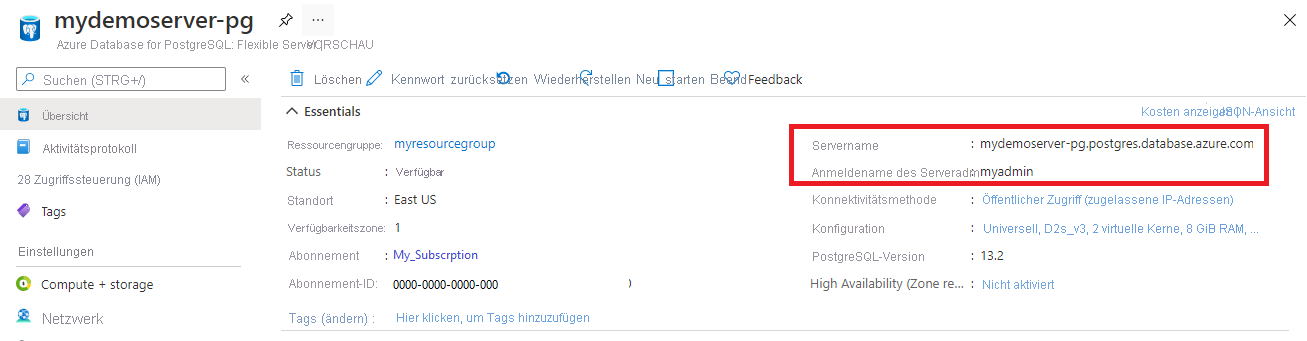 mydemoserver-pg ...
Azure Database for PostgreSQL: Flexible Server | VORSCHAU
Suchen (STRG+/) «
Löschen Kennwort zurücksetzen Wiederherstellen Neu starten Beend Feedback
Übersicht
Aktivitätsprotokoll
28 Zugriffssteuerung (IAM)
Tags
Einstellungen
Compute + storage
Netzwerk
Essentials
Kosten anzeigen | JSON-Ansicht
Ressourcengruppe: myresourcegroup
Status : Verfügbar
Standort : East US
Verfügbarkeitszone: 1
Abonnement : My_Subscrption
Abonnement-ID: 0000-0000-0000-000 )
Tags (ändern) : Hier klicken, um Tags hinzuzufügen
Servername : mydemoserver-pg.postgres.database.azure.com
Anmeldename des Serveradm : myadmin
Konnektivitätsmethode : Öffentlicher Zugriff (zugelassene IP-Adressen)
Konfiguration : Universell, D2s_v3, 2 virtuelle Kerne, 8 GiB RAM, ...
PostgreSQL-Version : 13.2
High Availability (Zone re... : Nicht aktiviert